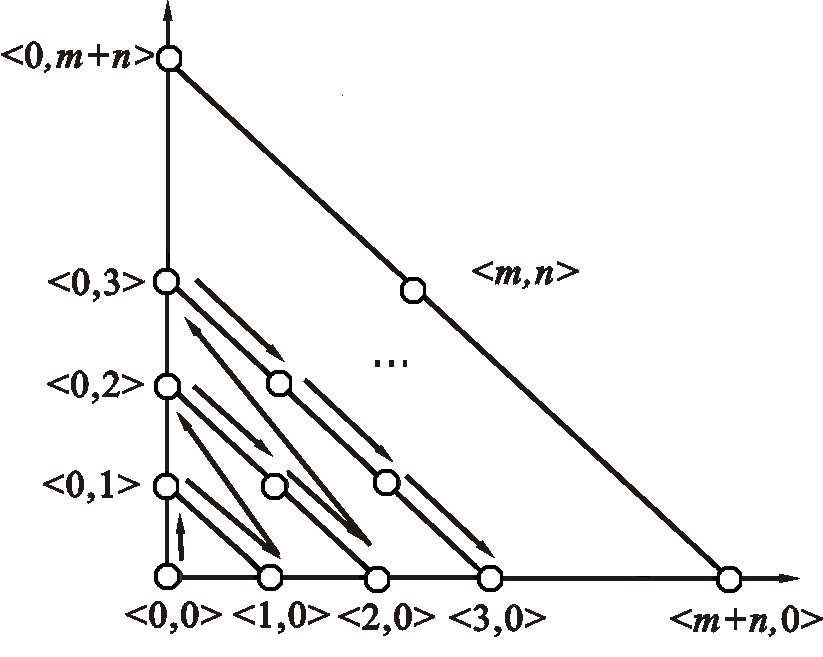 <0,m+n>
<m,n>
<0,3>
...
<0,2>
<0,1>
<0,0> <1,0> <2,0> <3,0> <m+n,0>